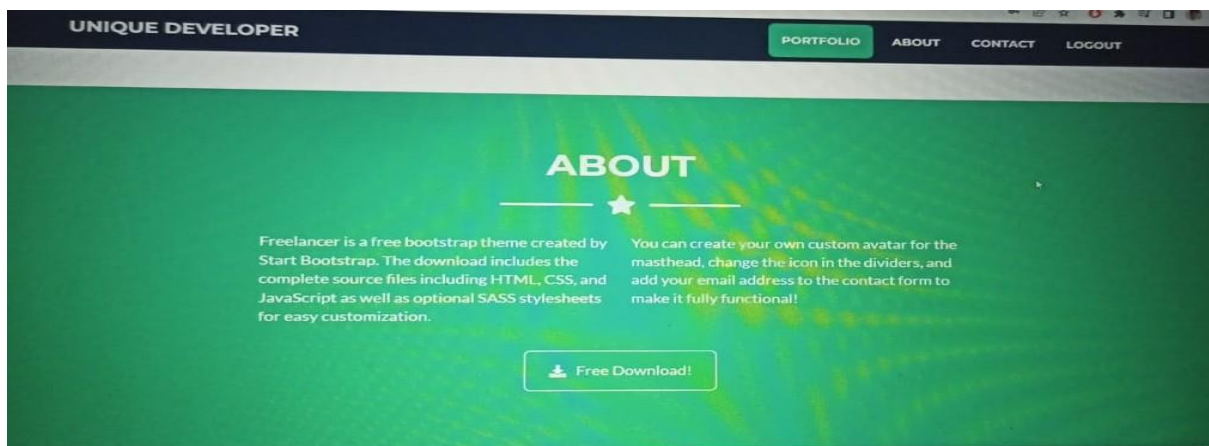 UNIQUE DEVELOPER
PORTFOLIO ABOUT CONTACT LOGOUT
ABOUT
Freelancer is a free bootstrap theme created by
Start Bootstrap. The download includes the
complete source files including HTML, CSS, and
JavaScript as well as optional SASS stylesheets
for easy customization.
You can create your own custom avatar for the
masthead, change the icon in the dividers, and
add your email address to the contact form to
make it fully functional!
Free Download!